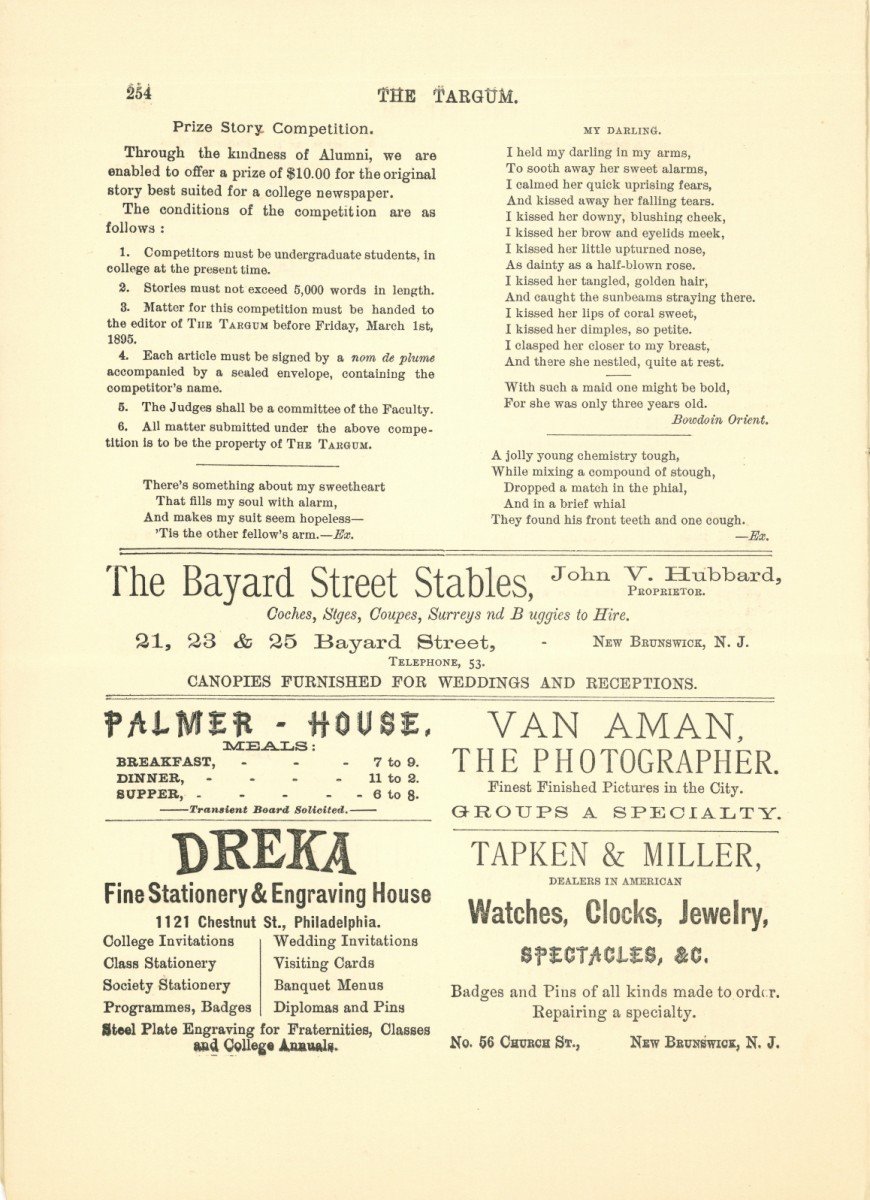 254
THE TARGUM.
Prize Story Competition.
Through the kindness of Alumni, we are
enabled to offer a prize of $10.00 for the original
story best suited for a college newspaper.
The conditions of the competition are as
follows :
1. Competitors must be undergraduate students, in
college at the present time.
2. Stories must not exceed 5,000 words in length.
3. Matter for this competition must be handed to
the editor of THE TARGUM before Friday, March 1st,
1895.
4. Each article must be signed by a nom de plume
accompanied by a sealed envelope, containing the
competitor's name.
5. The Judges shall be a committee of the Faculty.
6. All matter submitted under the above compe-
tition is to be the property of THE TARGUM.
There's something about my sweetheart
That fills my soul with alarm,
And makes my suit seem hopeless—
'Tis the other fellow's arm.—Ex.
MY DARLING.
I held my darling in my arms,
To sooth away her sweet alarms,
I calmed her quick uprising fears,
And kissed away her falling tears.
I kissed her downy, blushing cheek,
I kissed her brow and eyelids meek,
I kissed her little upturned nose,
As dainty as a half-blown rose.
I kissed her tangled, golden hair,
And caught the sunbeams straying there.
I kissed her lips of coral sweet,
I kissed her dimples, so petite.
I clasped her closer to my breast,
And there she nestled, quite at rest.
With such a maid one might be bold,
For she was only three years old.
Bowdoin Orient.
A jolly young chemistry tough,
While mixing a compound of stough,
Dropped a match in the phial,
And in a brief whial
They found his front teeth and one cough.
—Ex.
The Bayard Street Stables, John V. Hubbard,
PROPRIETOR.
Coches, Stges, Coupes, Surreys nd B uggies to Hire.
21, 23 & 25 Bayard Street, - NEW BRUNSWICK, N. J.
TELEPHONE, 53.
CANOPIES FURNISHED FOR WEDDINGS AND RECEPTIONS.
PALMER - HOUSE.
MEALS:
BREAKFAST, - - - 7 to 9.
DINNER, - - - - 11 to 2.
SUPPER, - - - - - 6 to 8.
——Transient Board Solicited.——
VAN AMAN,
THE PHOTOGRAPHER.
Finest Finished Pictures in the City.
GROUPS A SPECIALTY.
DREKA
Fine Stationery & Engraving House
1121 Chestnut St., Philadelphia.
College Invitations
Class Stationery
Society Stationery
Programmes, Badges
Wedding Invitations
Visiting Cards
Banquet Menus
Diplomas and Pins
Steel Plate Engraving for Fraternities, Classes
and College Annuals.
TAPKEN & MILLER,
DEALERS IN AMERICAN
Watches, Clocks, Jewelry,
SPECTACLES, &C.
Badges and Pins of all kinds made to order.
Repairing a specialty.
No. 56 CHURCH ST., NEW BRUNSWICK, N. J.